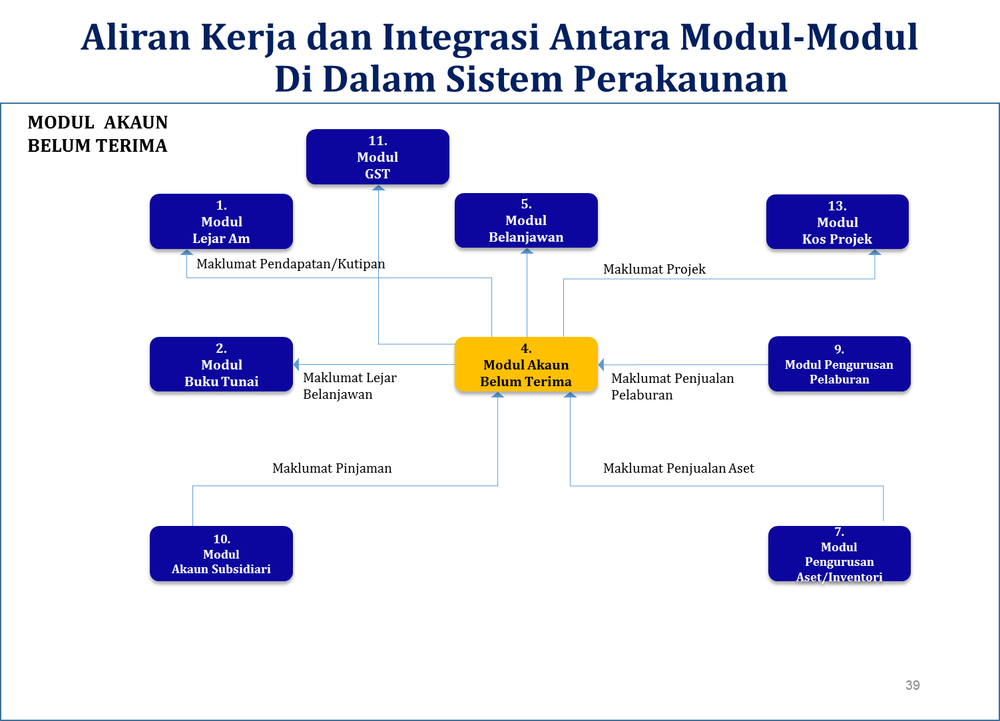 Aliran Kerja dan Integrasi Antara Modul-Modul
Di Dalam Sistem Perakaunan
MODUL AKAUN
BELUM TERIMA
11.
Modul
GST
1.
Modul
Lejar Am
5.
Modul
Belanjawan
13.
Modul
Kos Projek
Maklumat Pendapatan/Kutipan
Maklumat Projek
2.
Modul
Buku Tunai
4.
Modul Akaun
Belum Terima
9.
Modul Pengurusan
Pelaburan
Maklumat Lejar
Belanjawan
Maklumat Penjualan
Pelaburan
Maklumat Pinjaman
Maklumat Penjualan Aset
10.
Modul
Akaun Subsidiari
7.
Modul
Pengurusan
Aset/Inventori
39